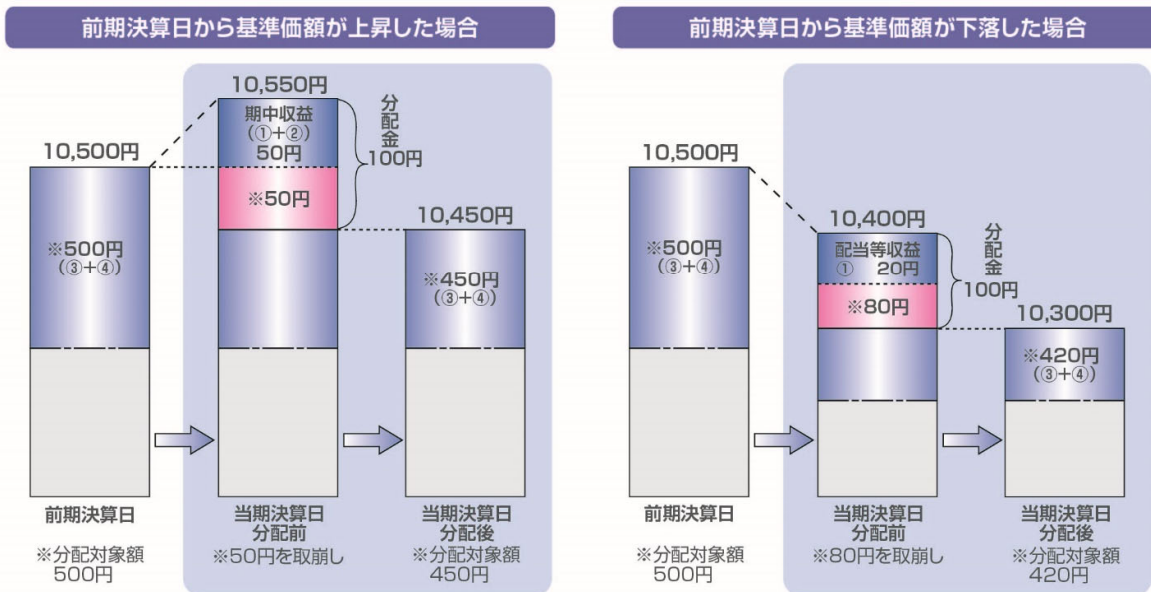 前期決算日から基準価額が上昇した場合
10,500円
※500円
(③+④)
前期決算日
※分配対象額
500円
10,550円
期中収益
(①+②)
50円
※50円
分配金
100円
当期決算日
分配前
※50円を取崩し
10,450円
※450円
(③+④)
当期決算日
分配後
※分配対象額
450円
前期決算日から基準価額が下落した場合
10,500円
※500円
(③+④)
前期決算日
※分配対象額
500円
10,400円
配当等収益
① 20円
※80円
分配金
100円
当期決算日
分配前
※80円を取崩し
10,300円
※420円
(③+④)
当期決算日
分配後
※分配対象額
420円